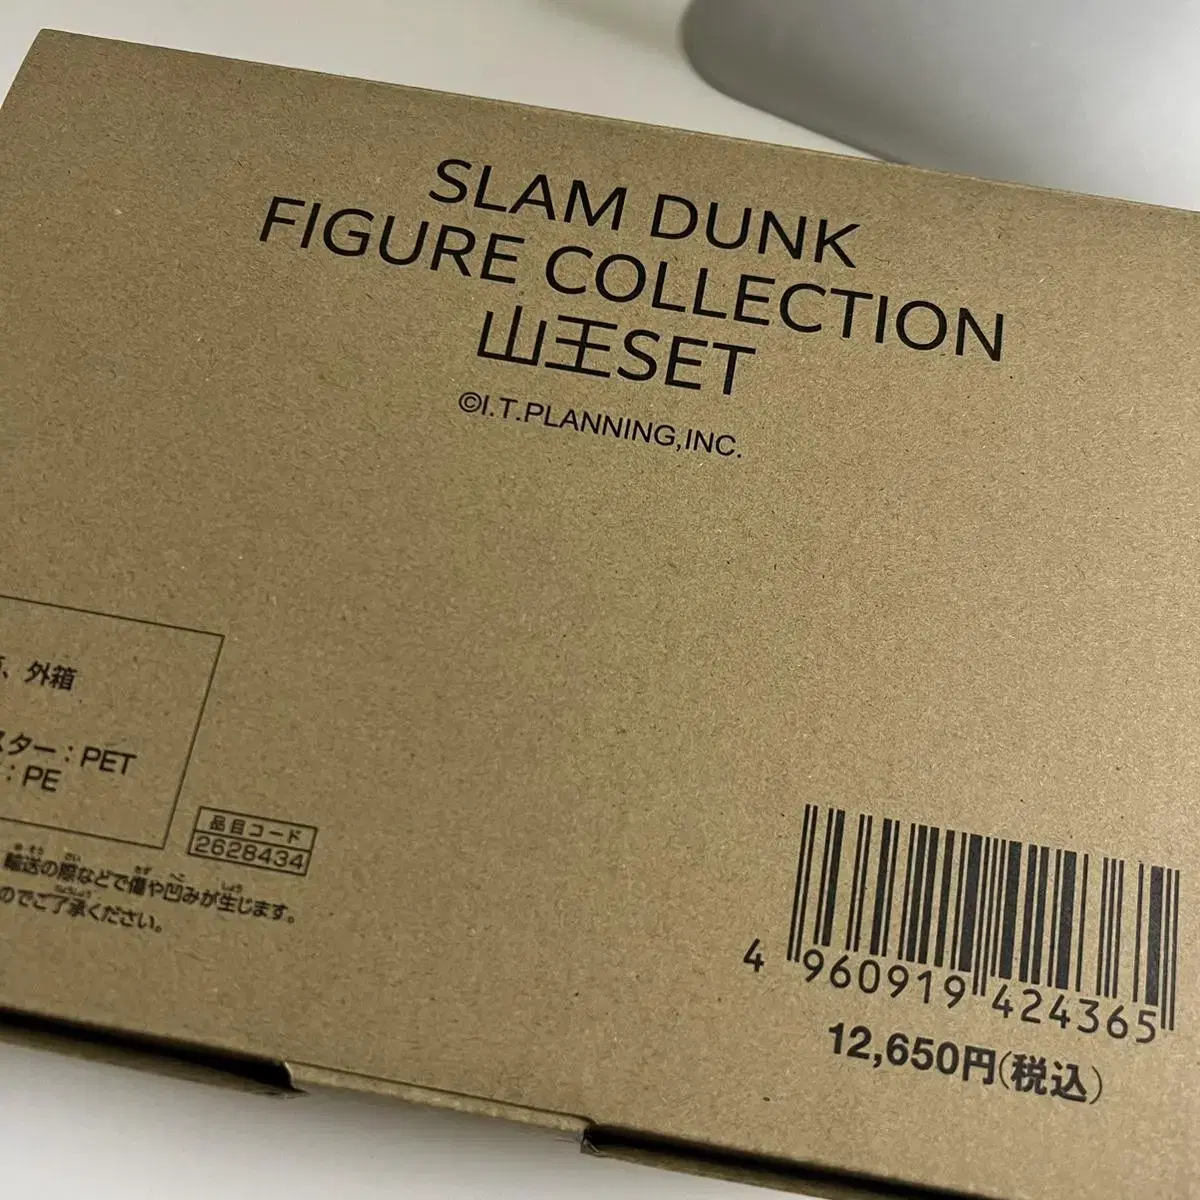 SLAM DUNK
FIGURE COLLECTION
山王SET
©I.T.PLANNING,INC.
、外箱
スター：PET
：PE
品目コード
2628434
輸送の際などで傷や凹みが生じます。
のでご了承ください。
4 960919 424365
12,650円(税込)